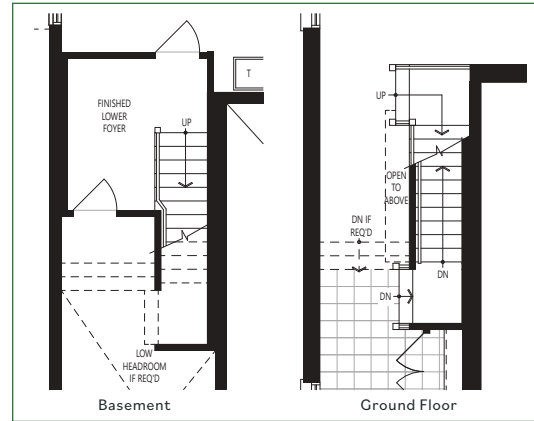 T
FINISHED
LOWER
FOYER
UP
LOW
HEADROOM
IF REQ'D
Basement
UP
OPEN
TO
ABOVE
DN IF
REQ'D
DN
DN
Ground Floor